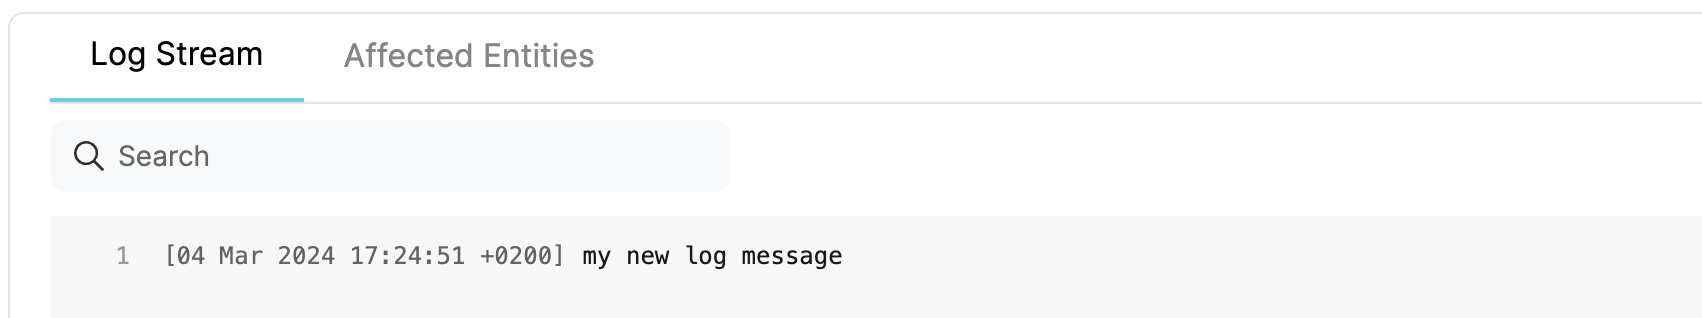 Log Stream Affected Entities
Search
1 [04 Mar 2024 17:24:51 +0200] my new log message